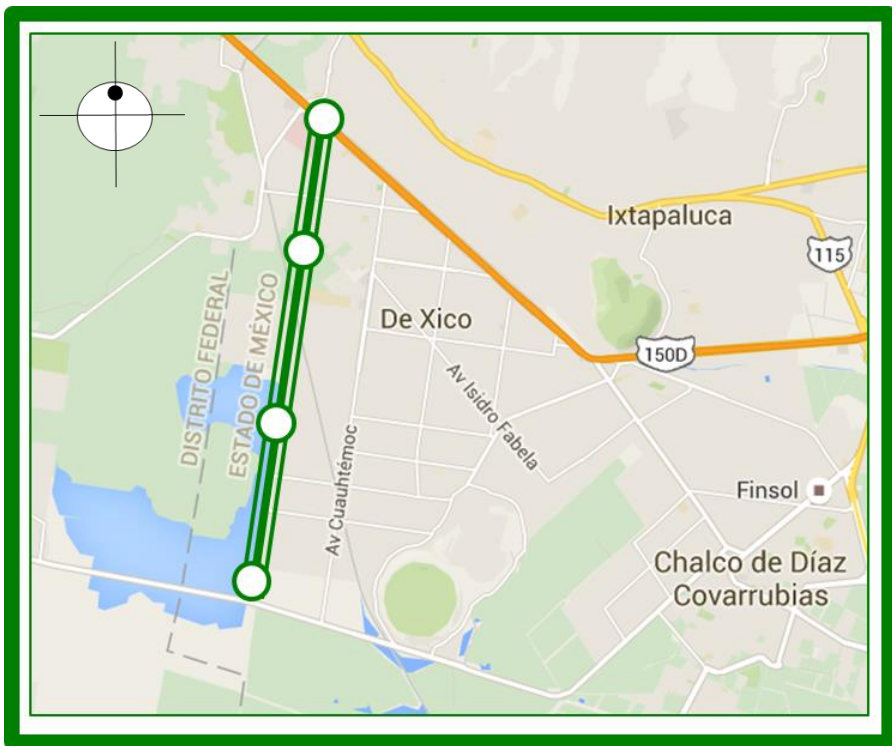 Ixtapaluca
115
DISTRITO FEDERAL
ESTADO DE MÉXICO
De Xico
150D
Av Isidro Fabela
Av Cuauhtémoc
Finsol
Chalco de Díaz
Covarrubias